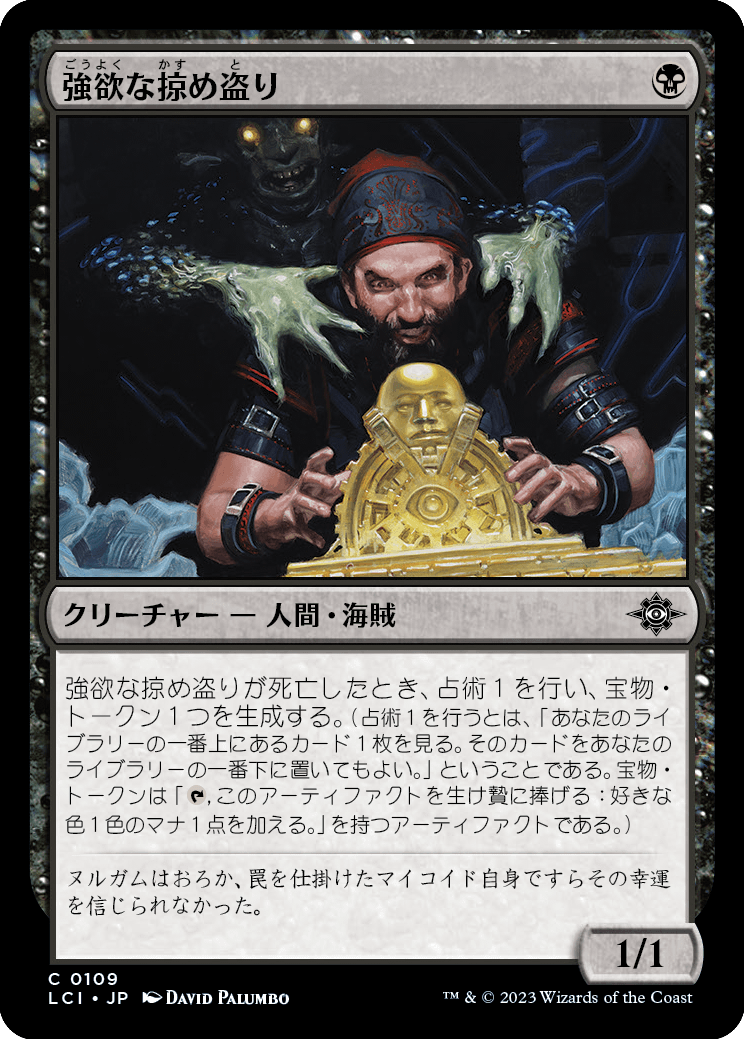 ごうよく かす と
強欲な掠め盗り
クリーチャー — 人間・海賊
強欲な掠め盗りが死亡したとき、占術１を行い、宝物・
トークン１つを生成する。（占術１を行うとは、「あなたのライ
ブラリーの一番上にあるカード１枚を見る。そのカードをあなたの
ライブラリーの一番下に置いてもよい。」ということである。宝物・
トークンは「 ,このアーティファクトを生け贄に捧げる：好きな
色１色のマナ１点を加える。」を持つアーティファクトである。）
ヌルガムはおろか、罠を仕掛けたマイコイド自身ですらその幸運
を信じられなかった。
1/1
C 0109
LCI • JP David Palumbo
™ & © 2023 Wizards of the Coast